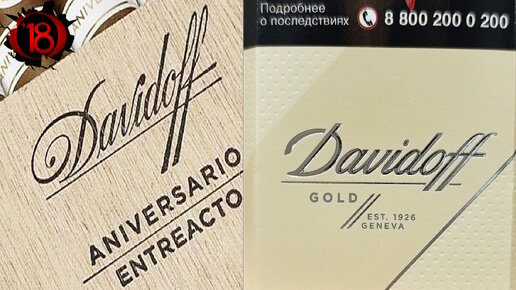 18
Davidoff
ANIVERSARIO
ENTREACTO
Подробнее
о последствиях
8 800 200 0 200
Davidoff
GOLD
EST. 1926
GENEVA